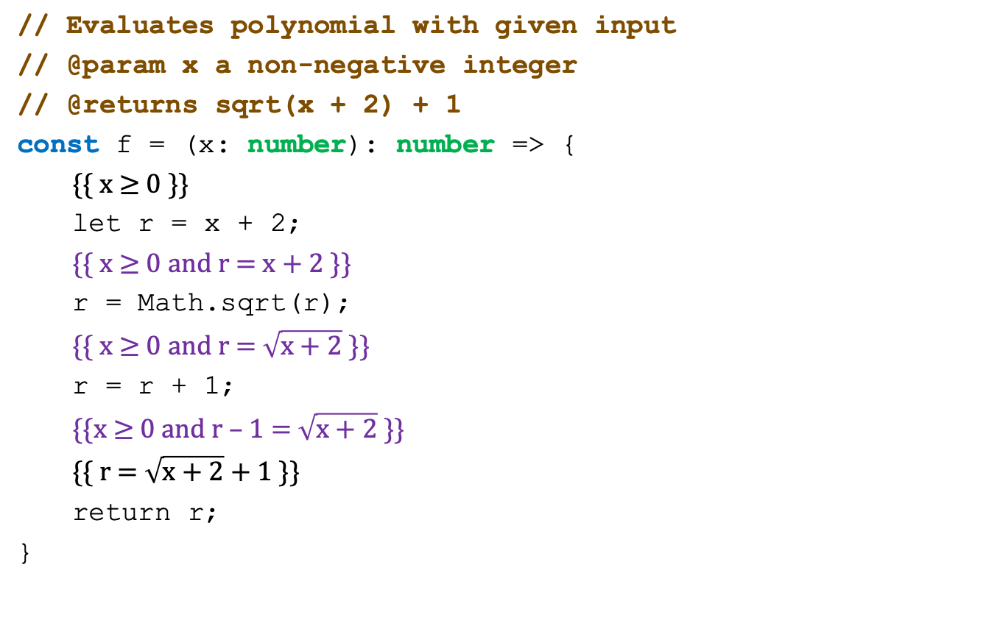 // Evaluates polynomial with given input
// @param x a non-negative integer
// @returns sqrt(x + 2) + 1
const f = (x: number): number => {
{{ x ≥ 0 }}
let r = x + 2;
{{ x ≥ 0 and r = x + 2 }}
r = Math.sqrt(r);
{{ x ≥ 0 and r = √(x + 2) }}
r = r + 1;
{{x ≥ 0 and r – 1 = √(x + 2) }}
{{ r = √(x + 2) + 1 }}
return r;
}